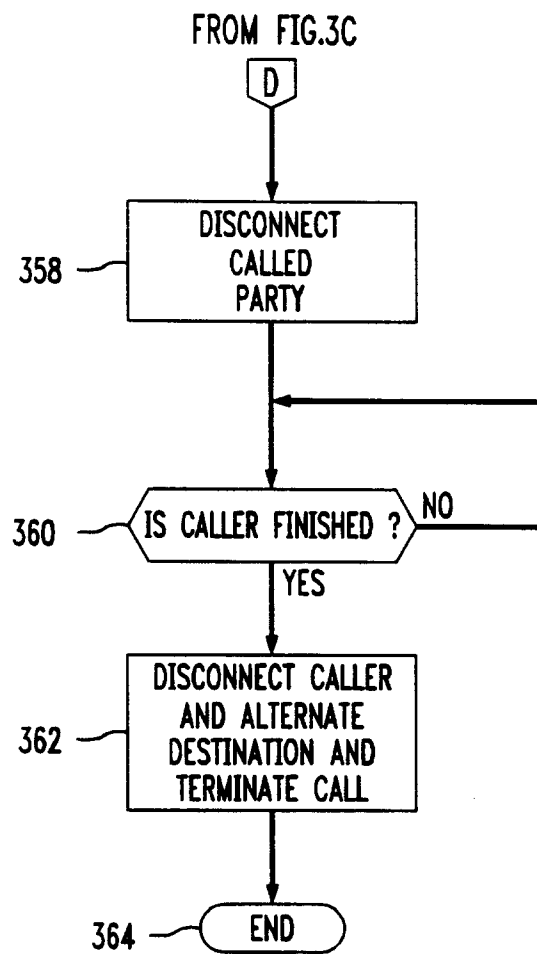 FROM FIG.3C
D
DISCONNECT
CALLED
PARTY
358
IS CALLER FINISHED ?
NO
360
YES
DISCONNECT CALLER
AND ALTERNATE
DESTINATION AND
TERMINATE CALL
362
END
364